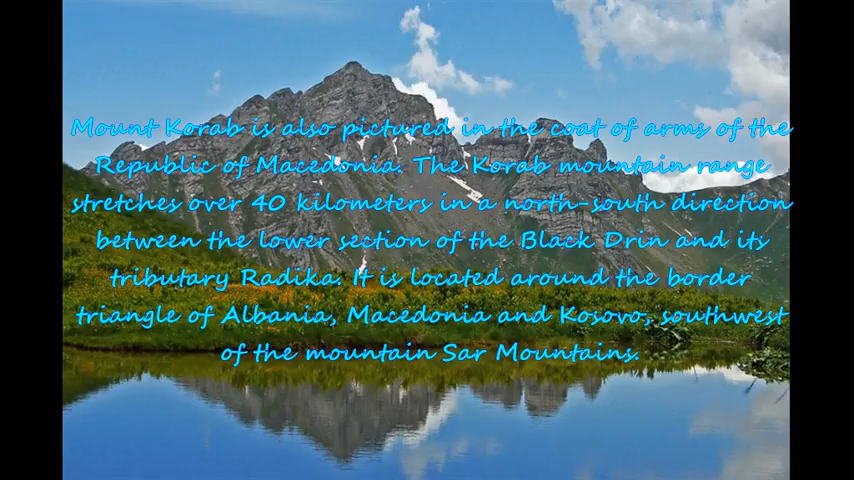 Mount Korab is also pictured in the coat of arms of the
Republic of Macedonia. The Korab mountain range
stretches over 40 kilometers in a north-south direction
between the lower section of the Black Drin and its
tributary Radika. It is located around the border
triangle of Albania, Macedonia and Kosovo, southwest
of the mountain Sar Mountains.